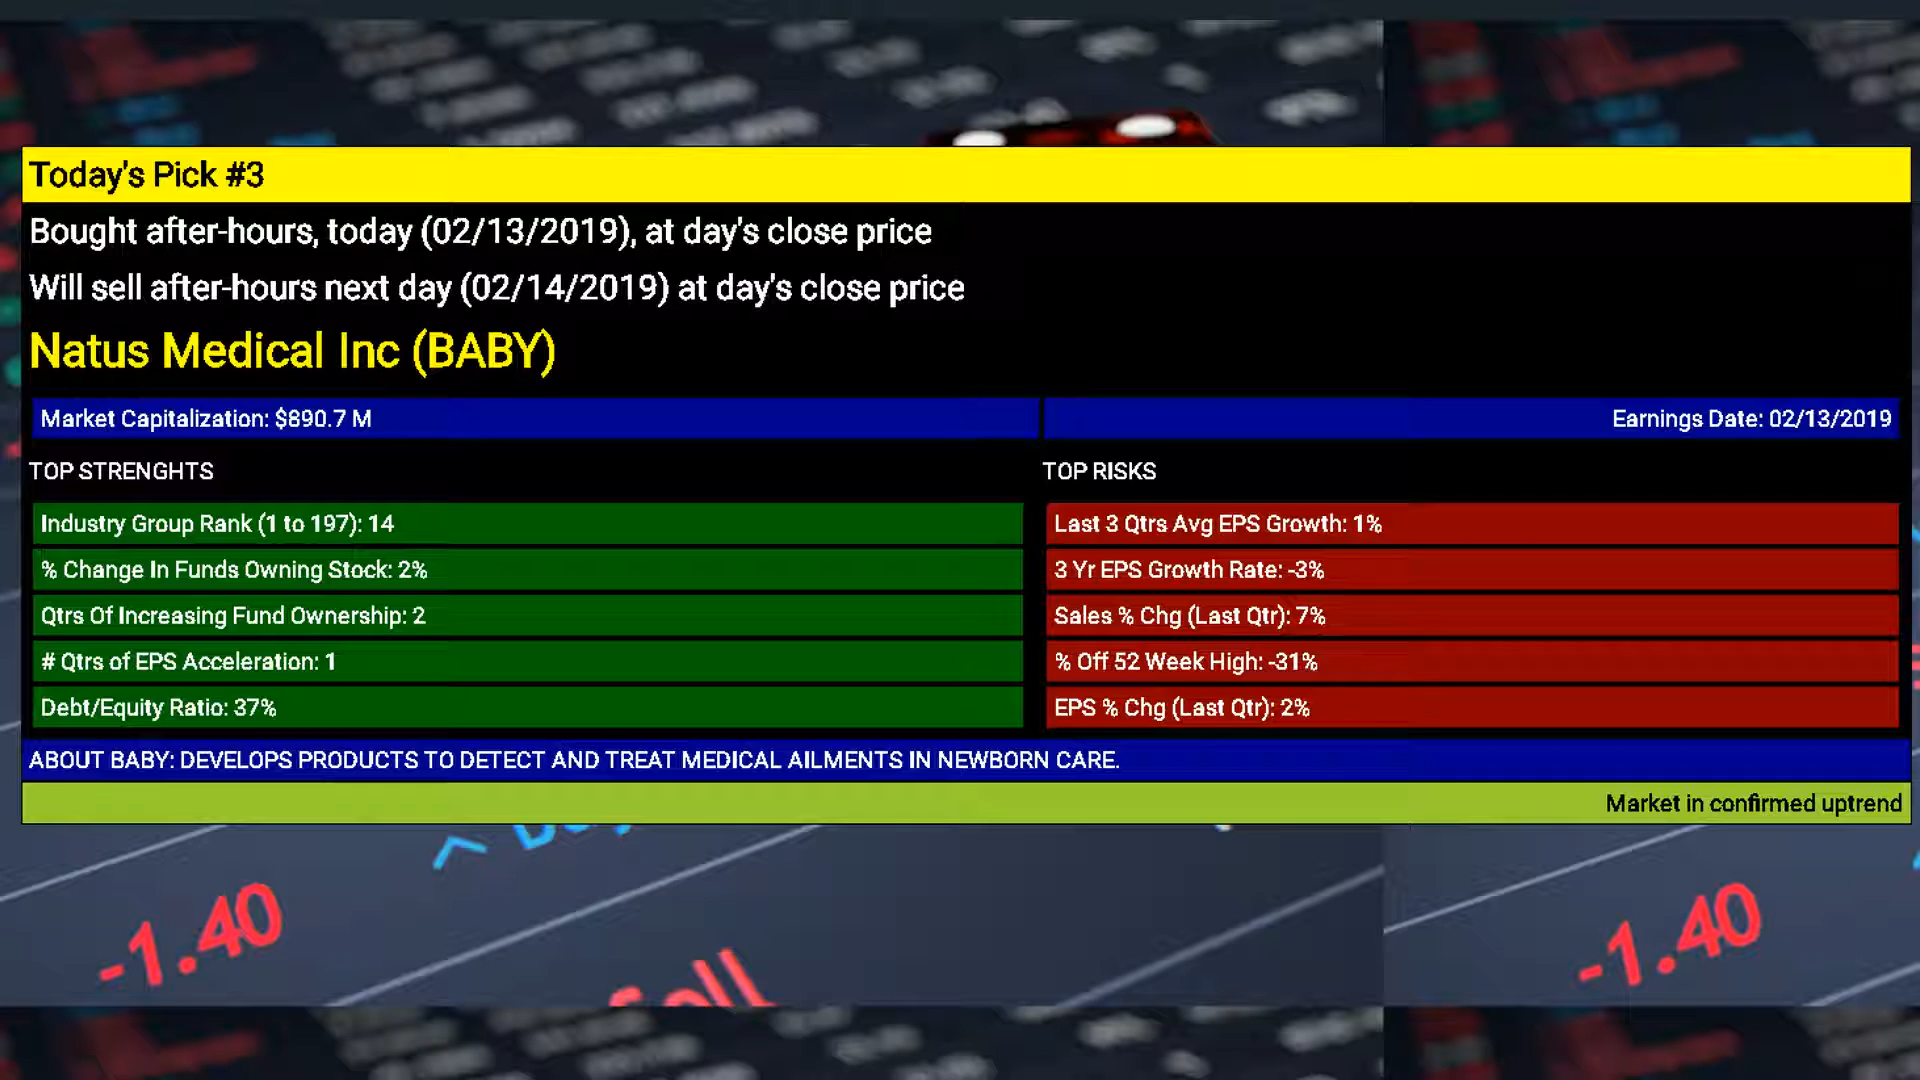 Today's Pick #3
Bought after-hours, today (02/13/2019), at day's close price
Will sell after-hours next day (02/14/2019) at day's close price
Natus Medical Inc (BABY)
Market Capitalization: $890.7 M
Earnings Date: 02/13/2019
TOP STRENGHTS
TOP RISKS
Industry Group Rank (1 to 197): 14
Last 3 Qtrs Avg EPS Growth: 1%
% Change In Funds Owning Stock: 2%
3 Yr EPS Growth Rate: -3%
Qtrs Of Increasing Fund Ownership: 2
Sales % Chg (Last Qtr): 7%
# Qtrs of EPS Acceleration: 1
% Off 52 Week High: -31%
Debt/Equity Ratio: 37%
EPS % Chg (Last Qtr): 2%
ABOUT BABY: DEVELOPS PRODUCTS TO DETECT AND TREAT MEDICAL AILMENTS IN NEWBORN CARE.
Market in confirmed uptrend
-1.40
-1.40